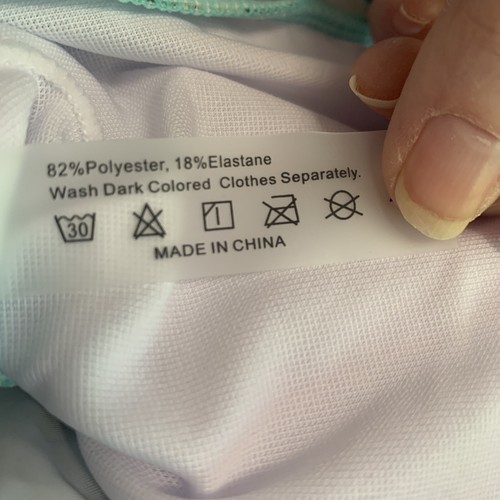 82%Polyester, 18%Elastane
Wash Dark Colored Clothes Separately.
30
MADE IN CHINA